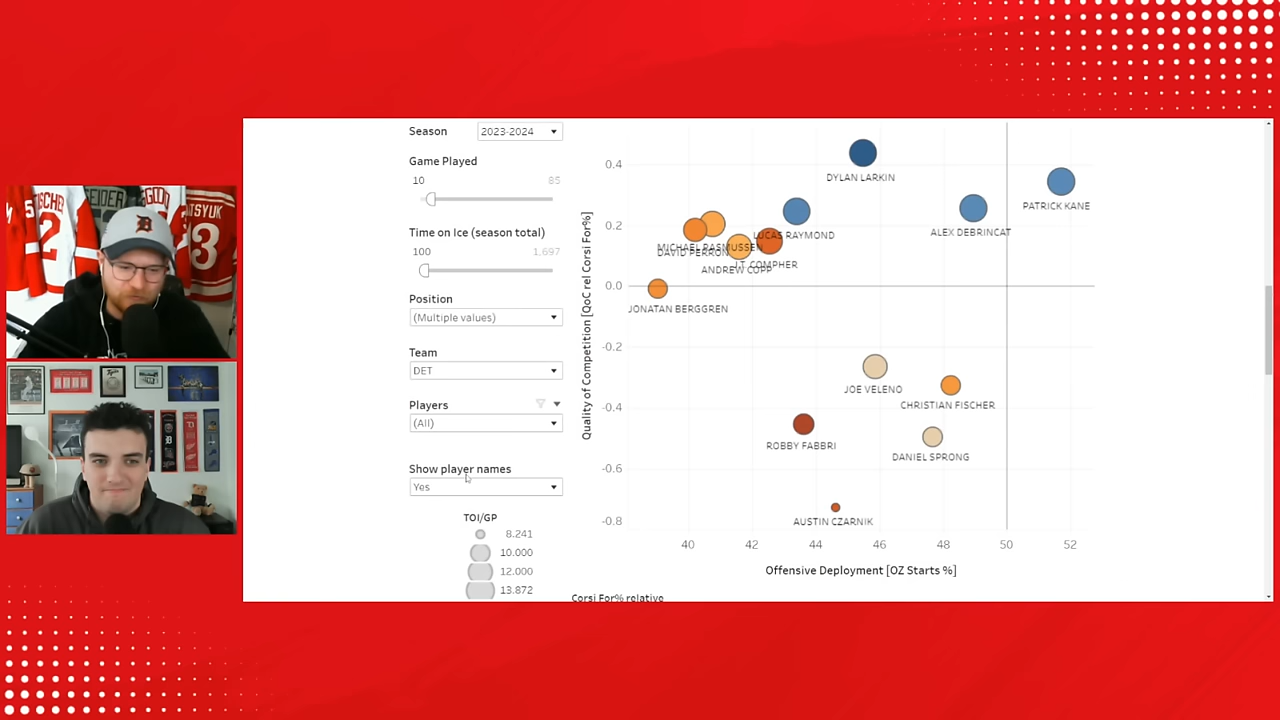 Season
2023-2024
Game Played
10
85
Time on Ice (season total)
100
1,697
Position
(Multiple values)
Team
DET
Players
(All)
Show player names
Yes
TOI/GP
8.241
10.000
12.000
13.872
Quality of Competition [QoC rel Corsi For%]
0.4
0.2
0.0
-0.2
-0.4
-0.6
-0.8
DYLAN LARKIN
PATRICK KANE
ALEX DEBRINCAT
LUCAS RAYMOND
MICHAEL RASMUSSEN
DAVID PERRON
J.T. COMPHER
ANDREW COPP
JONATAN BERGGREN
JOE VELENO
CHRISTIAN FISCHER
ROBBY FABBRI
DANIEL SPRONG
AUSTIN CZARNIK
40
42
44
46
48
50
52
Offensive Deployment [OZ Starts %]
Corsi For% relative
SEIDER
TSYUK
2
3
D